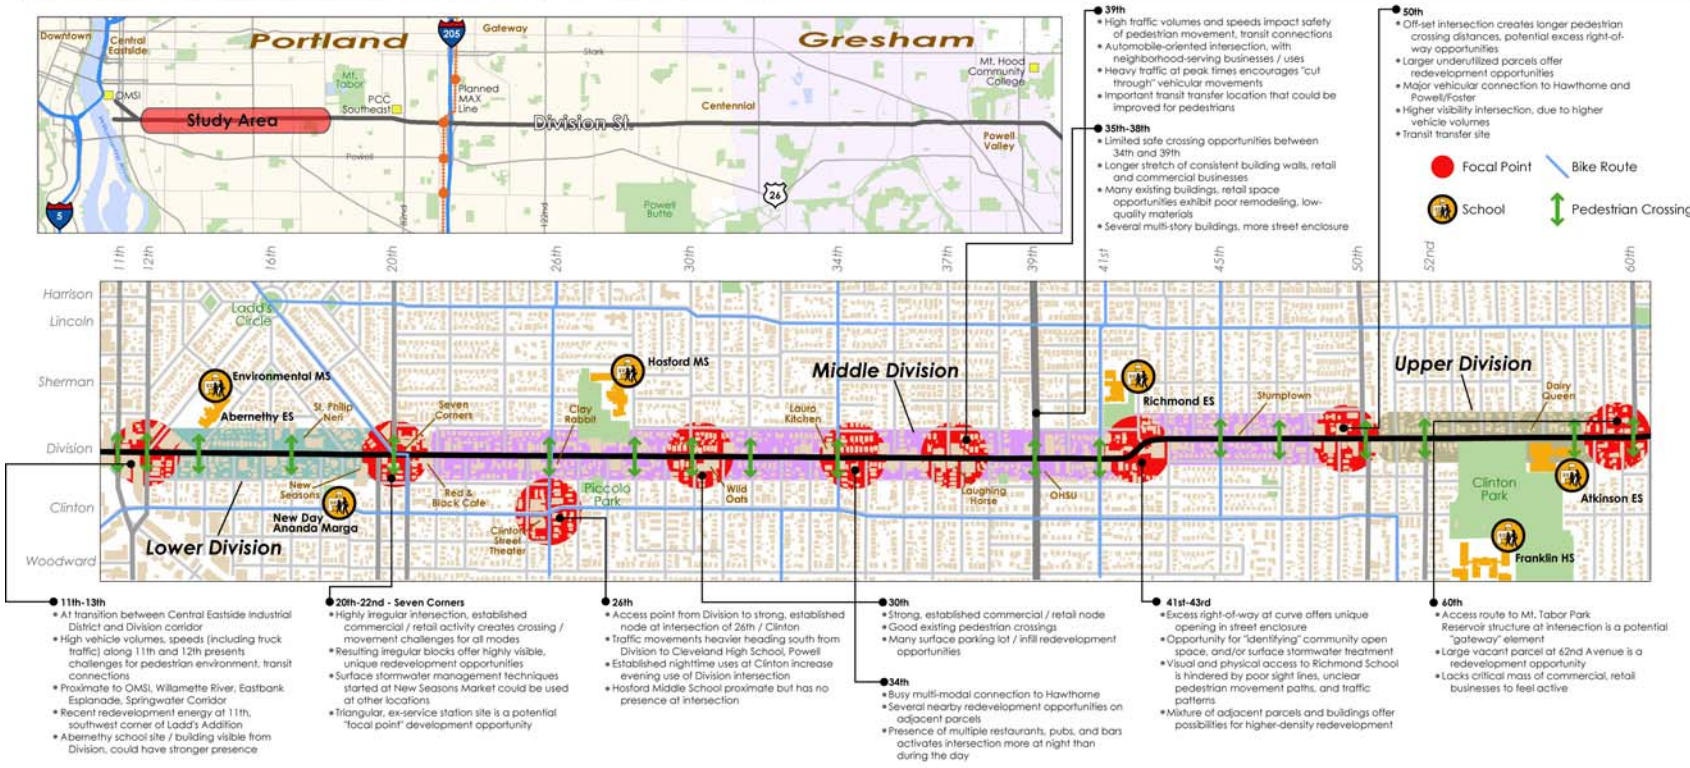 Downtown
Central
Eastside
Portland
205
Gateway
Stark
Gresham
Mt. Hood
Community
College
OMSI
Mt.
Tabor
PCC
Southeast
Planned
MAX
Line
Centennial
Study Area
Division St.
Powell
Powell
Valley
82nd
122nd
Powell
Butte
26
5
39th
• High traffic volumes and speeds impact safety
of pedestrian movement, transit connections
• Automobile-oriented intersection, with
neighborhood-serving businesses / uses
• Heavy traffic at peak times encourages "cut
through" vehicular movements
• Important transit transfer location that could be
improved for pedestrians
35th-38th
• Limited safe crossing opportunities between
34th and 39th
• Longer stretch of consistent building walls, retail
and commercial businesses
• Many existing buildings, retail space
opportunities exhibit poor remodeling, low-
quality materials
• Several multi-story buildings, more street enclosure
50th
• Off-set intersection creates longer pedestrian
crossing distances, potential excess right-of-
way opportunities
• Larger underutilized parcels offer
redevelopment opportunities
• Major vehicular connection to Hawthorne and
Powell/Foster
• Higher visibility intersection, due to higher
vehicle volumes
• Transit transfer site
Focal Point
Bike Route
School
Pedestrian Crossing
11th
12th
16th
20th
26th
30th
34th
37th
39th
41st
45th
50th
52nd
60th
Harrison
Lincoln
Sherman
Division
Clinton
Woodward
Ladd's
Circle
Environmental MS
Abernethy ES
St. Philip
Neri
Seven
Corners
Hosford MS
Clay
Rabbit
Middle Division
Lauro
Kitchen
Richmond ES
Stumptown
Upper Division
Dairy
Queen
New
Seasons
New Day
Ananda Marga
Red &
Black Cafe
Lower Division
Clinton
Street
Theater
Piccolo
Park
Wild
Oats
Laughing
Horse
OHSU
Clinton
Park
Atkinson ES
Franklin HS
11th-13th
• At transition between Central Eastside Industrial
District and Division corridor
• High vehicle volumes, speeds (including truck
traffic) along 11th and 12th presents
challenges for pedestrian environment, transit
connections
• Proximate to OMSI, Willamette River, Eastbank
Esplanade, Springwater Corridor
• Recent redevelopment energy at 11th,
southwest corner of Ladd's Addition
• Abernethy school site / building visible from
Division, could have stronger presence
20th-22nd - Seven Corners
• Highly irregular intersection, established
commercial / retail activity creates crossing /
movement challenges for all modes
• Resulting irregular blocks offer highly visible,
unique redevelopment opportunities
• Surface stormwater management techniques
started at New Seasons Market could be used
at other locations
• Triangular, ex-service station site is a potential
"focal point" development opportunity
26th
• Access point from Division to strong, established
node at intersection of 26th / Clinton
• Traffic movements heavier heading south from
Division to Cleveland High School, Powell
• Established nighttime uses at Clinton increase
evening use of Division intersection
• Hosford Middle School proximate but has no
presence at intersection
30th
• Strong, established commercial / retail node
• Good existing pedestrian crossings
• Many surface parking lot / infill redevelopment
opportunities
34th
• Busy multi-modal connection to Hawthorne
• Several nearby redevelopment opportunities on
adjacent parcels
• Presence of multiple restaurants, pubs, and bars
activates intersection more at night than
during the day
41st-43rd
• Excess right-of-way at curve offers unique
opening in street enclosure
• Opportunity for "identifying" community open
space, and/or surface stormwater treatment
• Visual and physical access to Richmond School
is hindered by poor sight lines, unclear
pedestrian movement paths, and traffic
patterns
• Mixture of adjacent parcels and buildings offer
possibilities for higher-density redevelopment
60th
• Access route to Mt. Tabor Park
Reservoir structure at intersection is a potential
"gateway" element
• Large vacant parcel at 62nd Avenue is a
redevelopment opportunity
• Lacks critical mass of commercial, retail
businesses to feel active